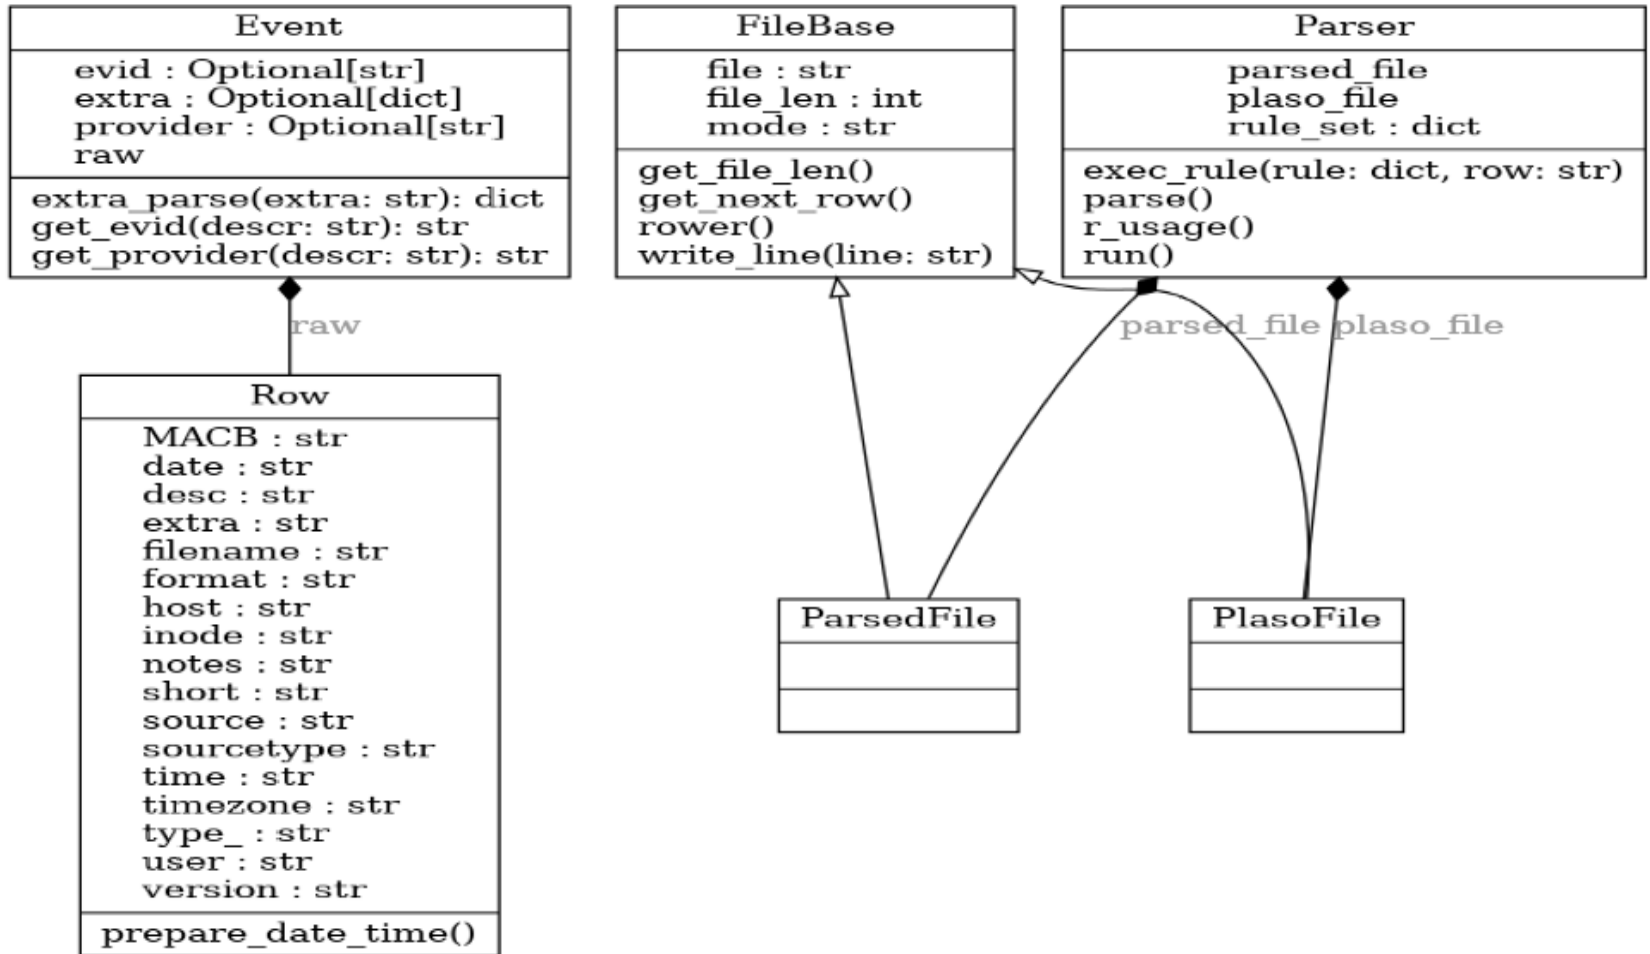 Event
evid : Optional[str]
extra : Optional[dict]
provider : Optional[str]
raw
extra_parse(extra: str): dict
get_evid(descr: str): str
get_provider(descr: str): str
FileBase
file : str
file_len : int
mode : str
get_file_len()
get_next_row()
rower()
write_line(line: str)
Parser
parsed_file
plaso_file
rule_set : dict
exec_rule(rule: dict, row: str)
parse()
r_usage()
run()
raw
parsed_file
plaso_file
Row
MACB : str
date : str
desc : str
extra : str
filename : str
format : str
host : str
inode : str
notes : str
short : str
source : str
sourcetype : str
time : str
timezone : str
type_ : str
user : str
version : str
prepare_date_time()
ParsedFile
PlasoFile